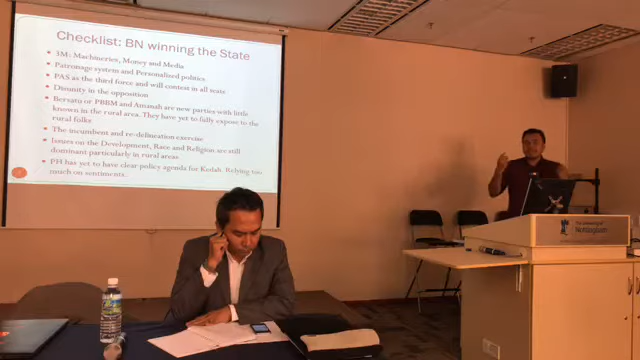 Checklist: BN winning the State
3M: Machineries, Money and Media
Patronage system and Personalised politics
PAS as the third force and will contest in all seats
Disunity in the opposition
Bersatu or PBBM and Amanah are new parties with little
known in the rural area. They have yet to fully expose to the
rural folks
The incumbent and re-delineation exercise
Issues on the Development, Race and Religion are still
dominant particularly in rural areas.
PH has yet to have clear policy agenda for Kedah. Relying too
much on sentiments.
Nottingham